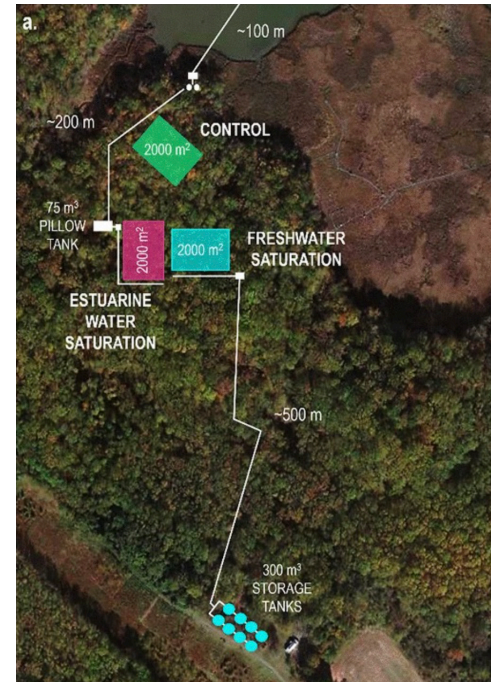 a.
~100 m
~200 m
CONTROL
2000 m²
75 m³
PILLOW
TANK
2000 m²
2000 m²
FRESHWATER
SATURATION
ESTUARINE
WATER
SATURATION
~500 m
300 m³
STORAGE
TANKS